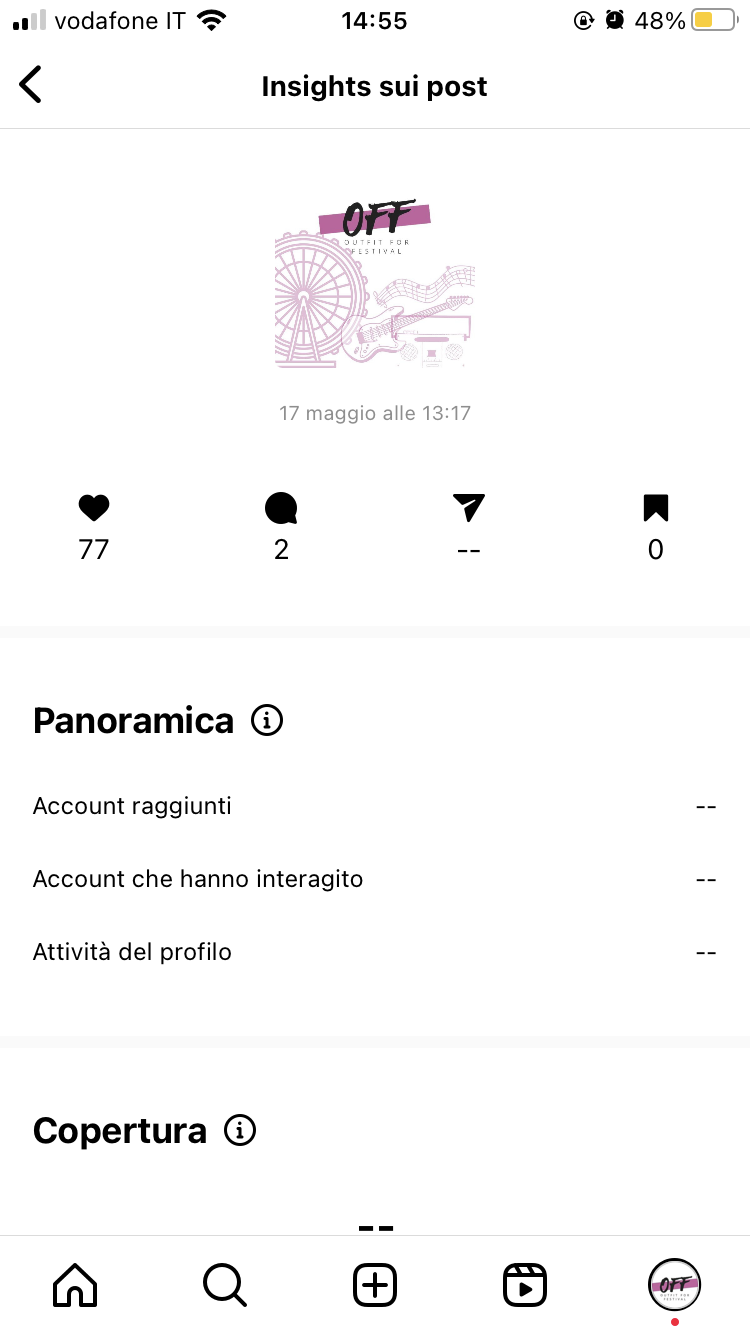 vodafone IT 14:55 48%
Insights sui post
OFF
OUTFIT FOR
FESTIVAL
17 maggio alle 13:17
77 2 -- 0
Panoramica
Account raggiunti --
Account che hanno interagito --
Attività del profilo --
Copertura
--
OFF
OUTFIT FOR
FESTIVAL